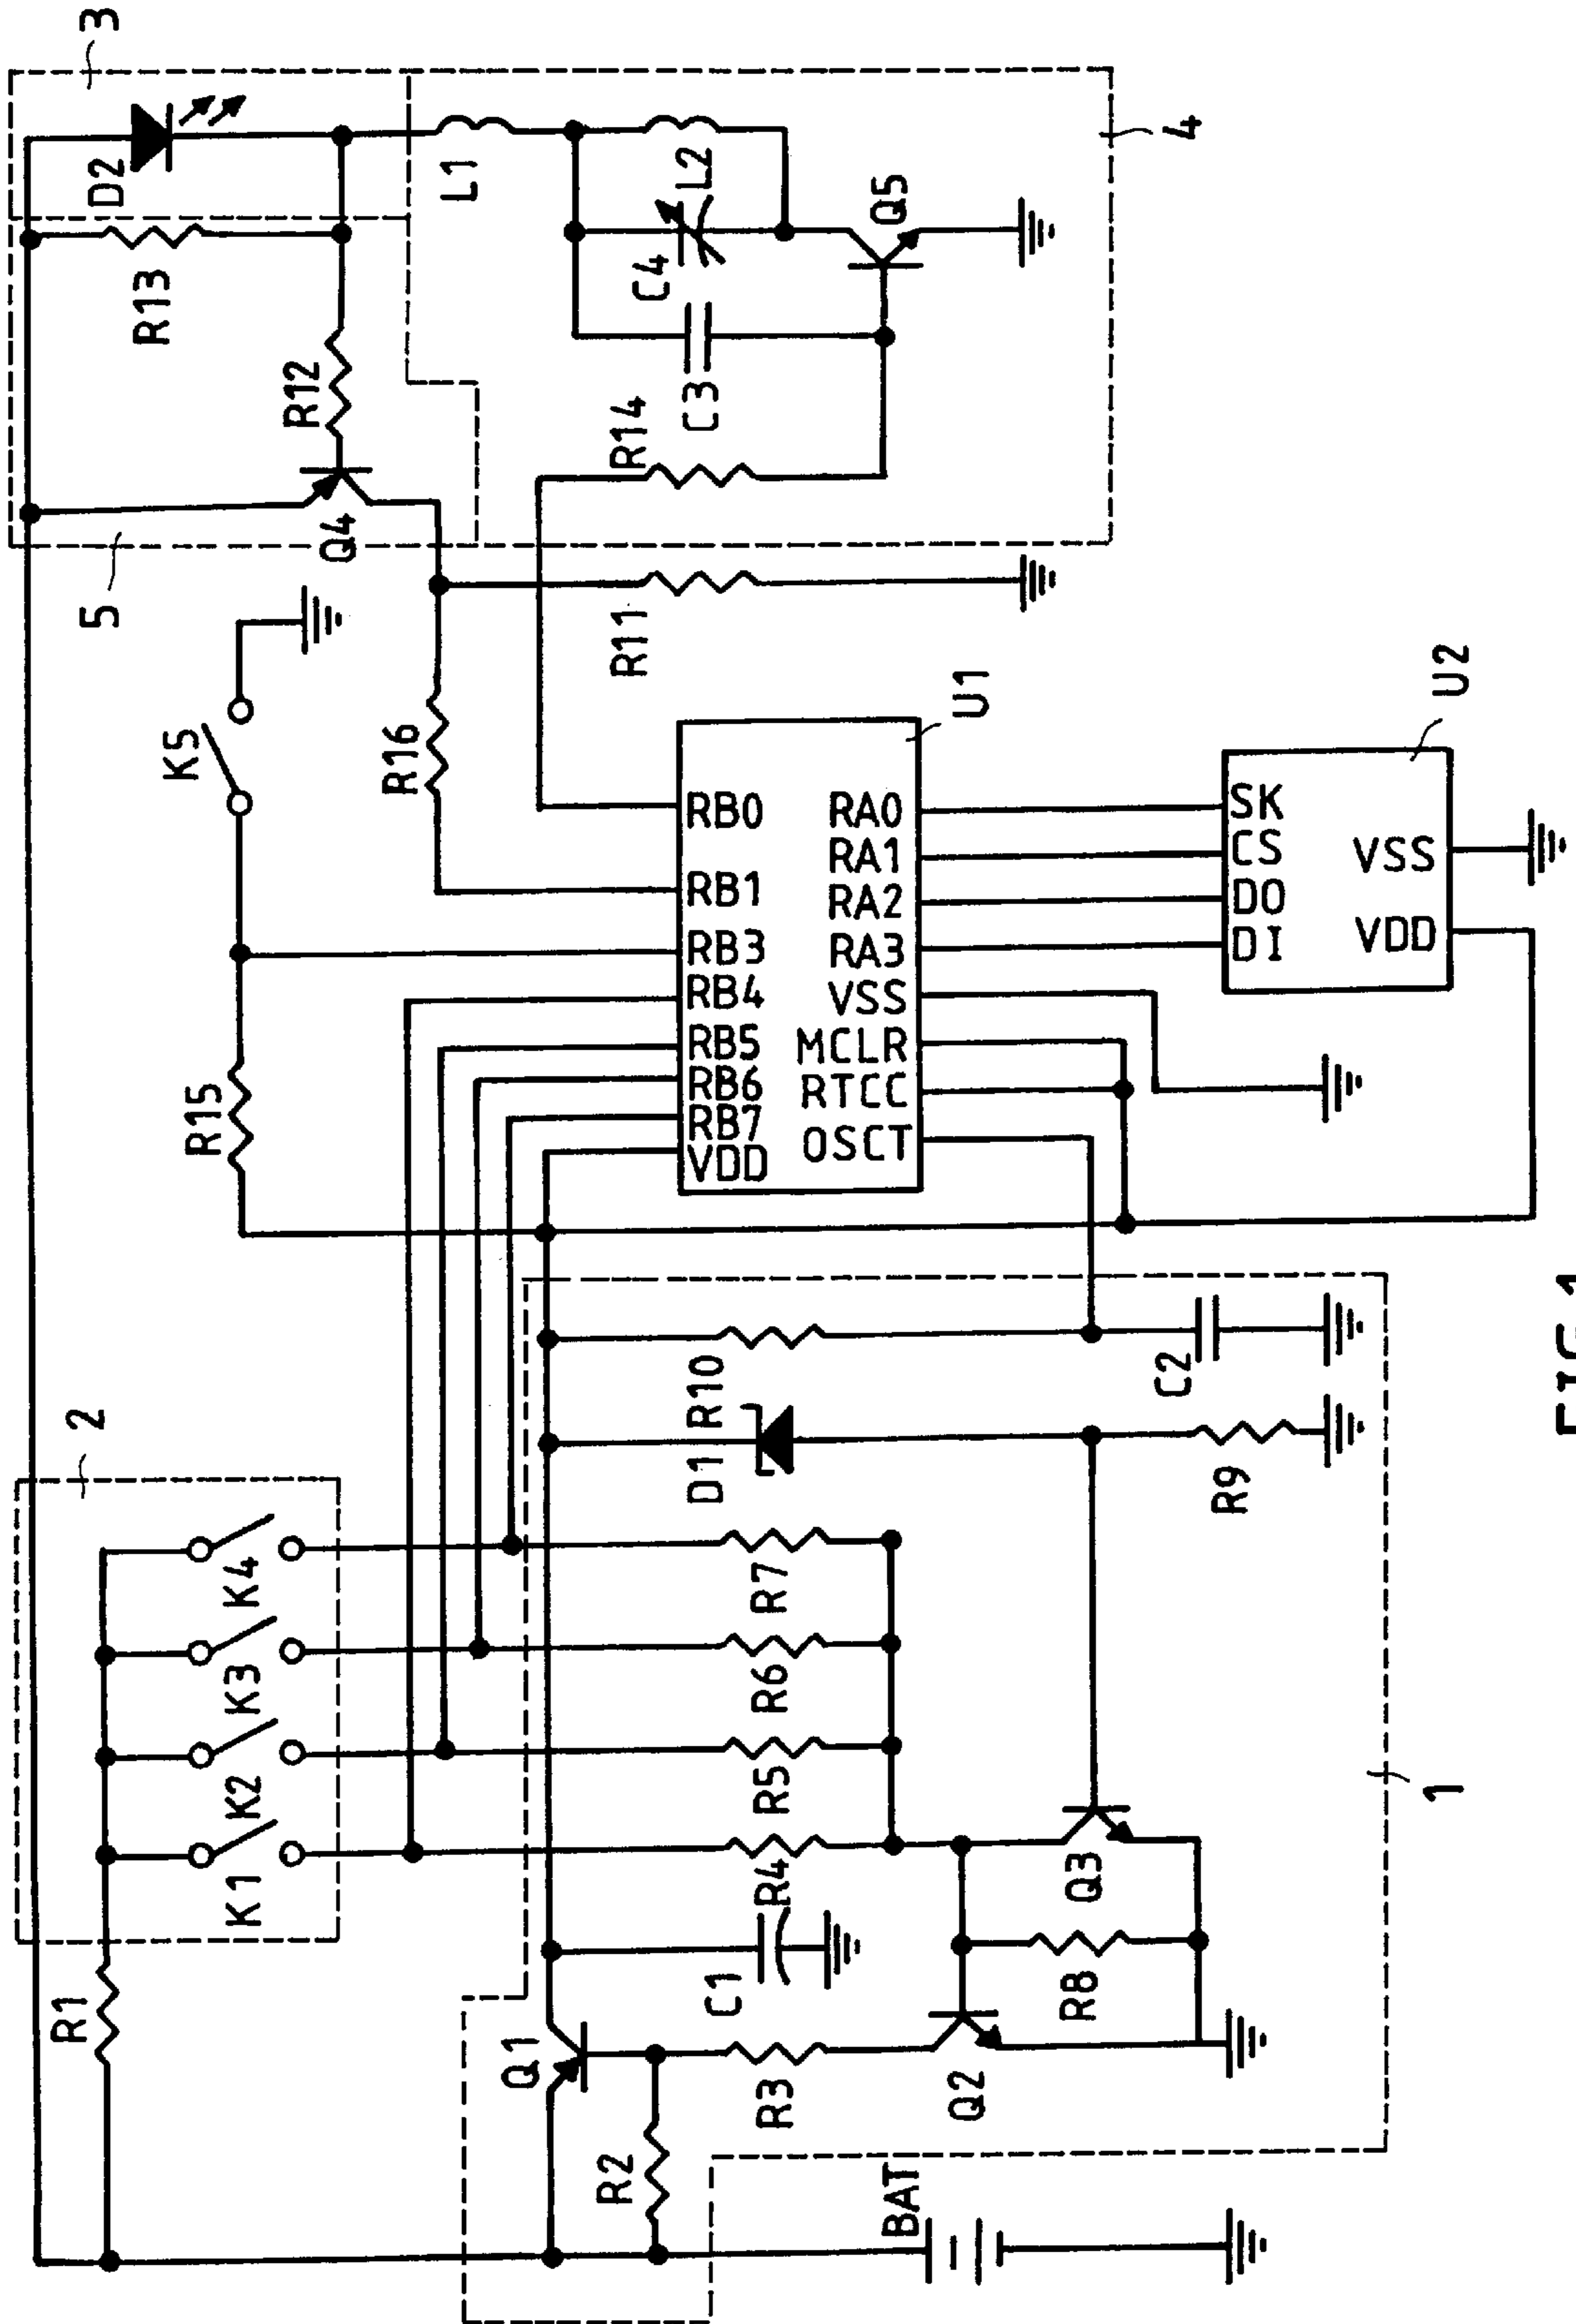 3
D2
R13
5
R12
Q4
4
L1
L2
C4
Q5
C3
R14
R11
K5
R16
R15
U1
RB0
RB1
RB3
RB4
RB5
RB6
RB7
VDD
RA0
RA1
RA2
RA3
VSS
MCLR
RTCC
OSCT
U2
SK
CS
DO
DI
VSS
VDD
2
K4
K3
K2
K1
R1
R10
D1
C2
R9
R7
R6
R5
R4
C1
Q1
R2
R3
Q2
R8
Q3
1
BAT
FIG.1